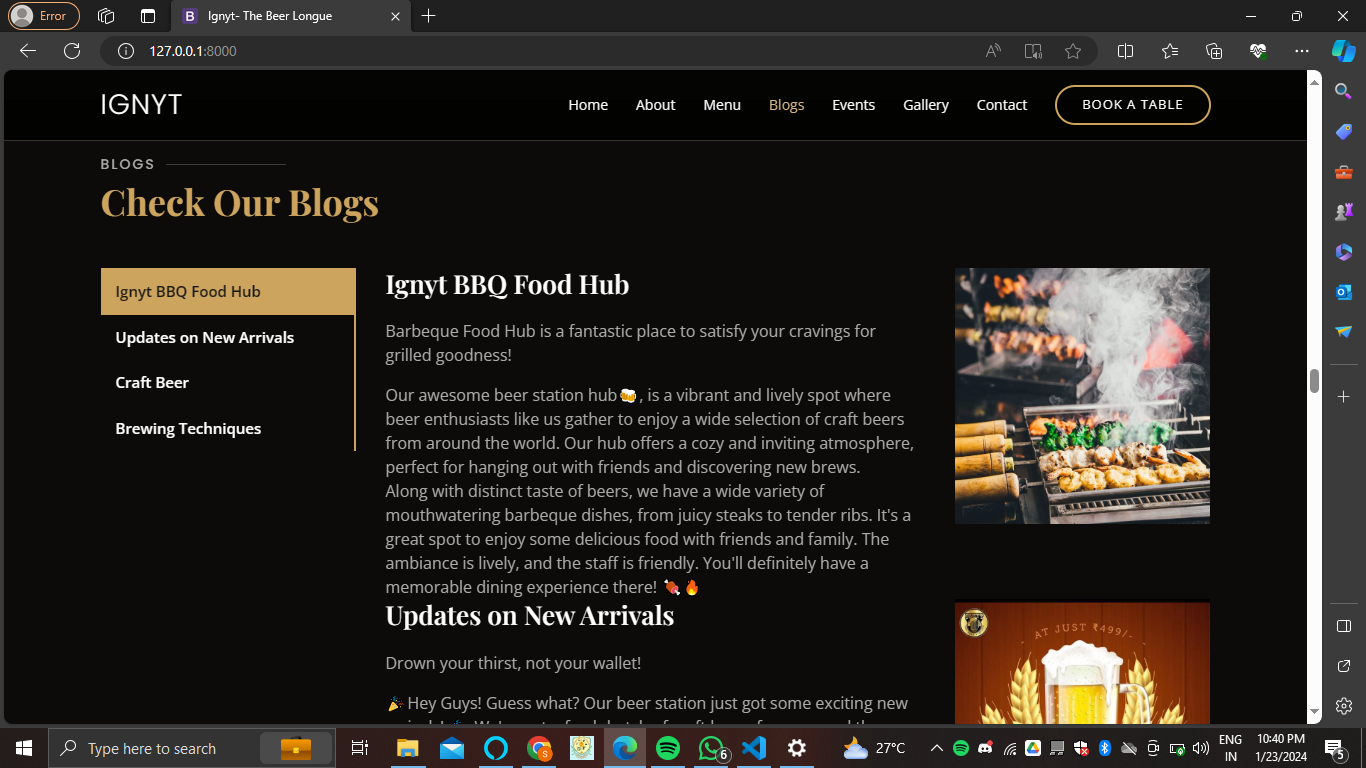 Error
Ignyt- The Beer Longue
127.0.0.1:8000
IGNYT
Home
About
Menu
Blogs
Events
Gallery
Contact
BOOK A TABLE
BLOGS
Check Our Blogs
Ignyt BBQ Food Hub
Updates on New Arrivals
Craft Beer
Brewing Techniques
Ignyt BBQ Food Hub
Barbeque Food Hub is a fantastic place to satisfy your cravings for
grilled goodness!
Our awesome beer station hub🍻, is a vibrant and lively spot where
beer enthusiasts like us gather to enjoy a wide selection of craft beers
from around the world. Our hub offers a cozy and inviting atmosphere,
perfect for hanging out with friends and discovering new brews.
Along with distinct taste of beers, we have a wide variety of
mouthwatering barbeque dishes, from juicy steaks to tender ribs. It's a
great spot to enjoy some delicious food with friends and family. The
ambiance is lively, and the staff is friendly. You'll definitely have a
memorable dining experience there! 🍖🔥
Updates on New Arrivals
Drown your thirst, not your wallet!
🎉Hey Guys! Guess what? Our beer station just got some exciting new
AT JUST ₹499/-
Type here to search
6
27°C
ENG
IN
10:40 PM
1/23/2024
5